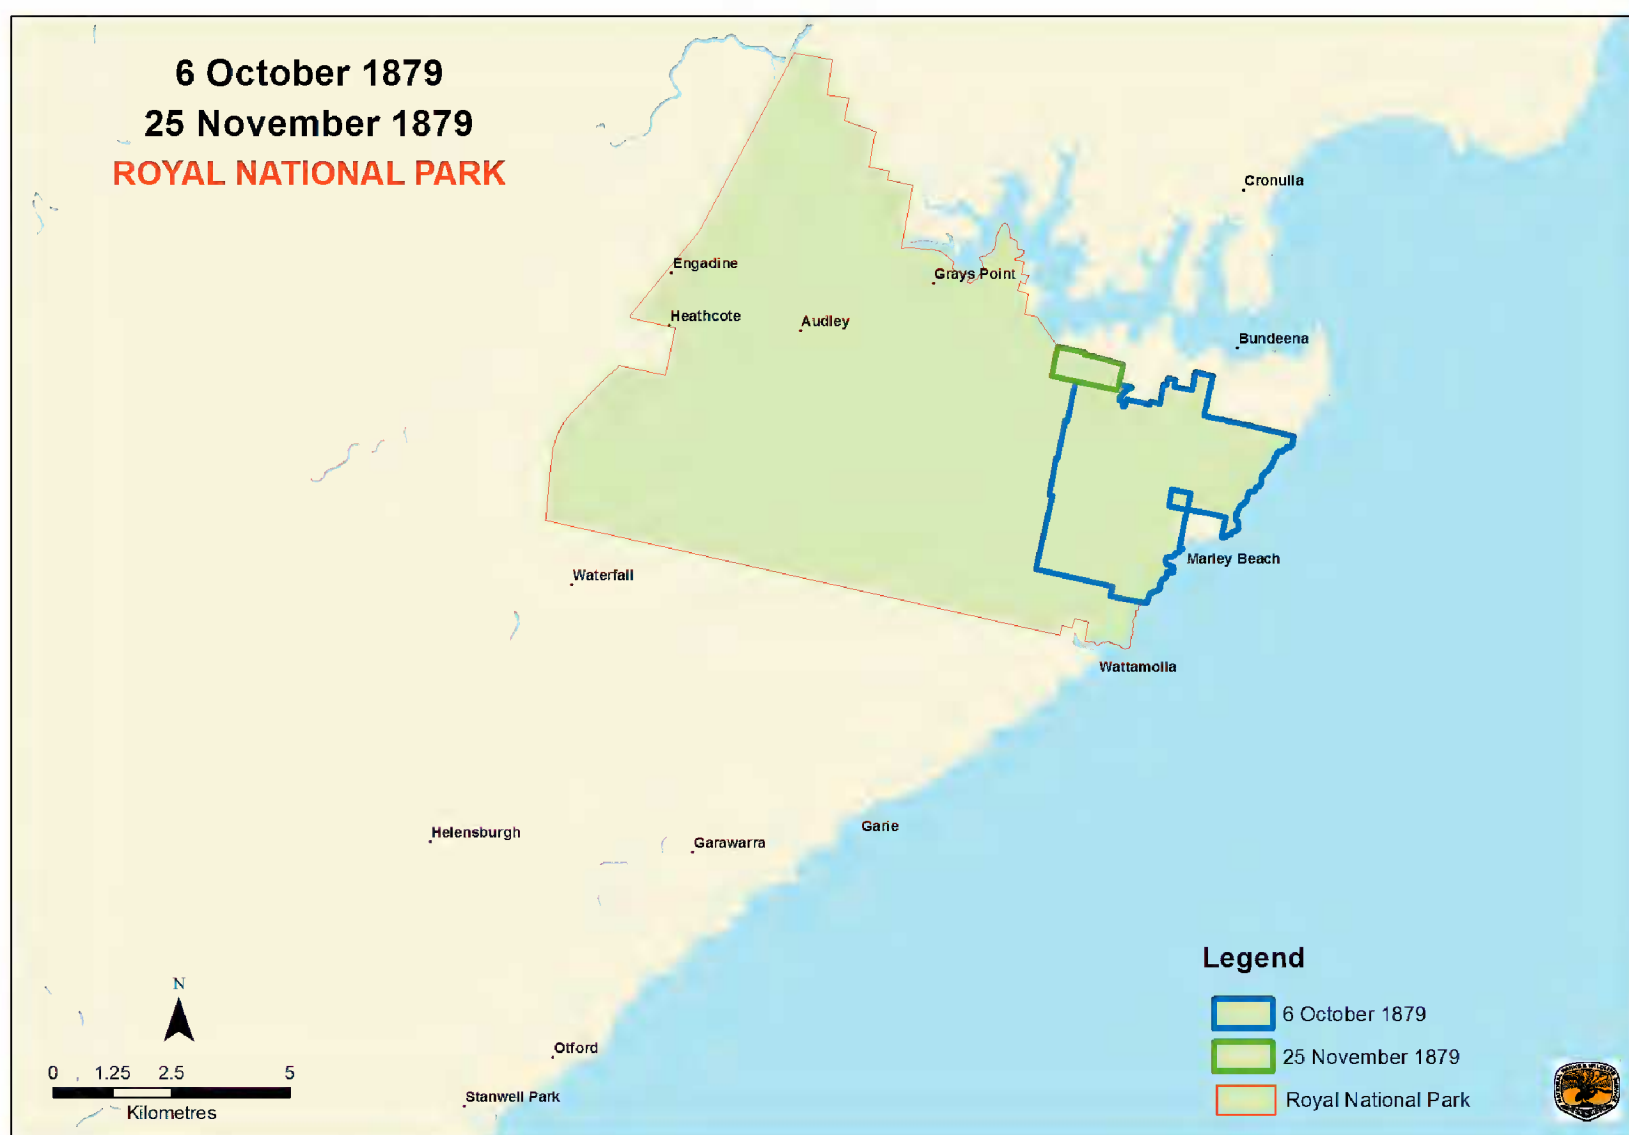 6 October 1879
25 November 1879
ROYAL NATIONAL PARK
Cronulla
Engadine
Grays Point
Heathcote
Audley
Bundeena
Marley Beach
Waterfall
Wattamolla
Helensburgh
Garie
Garawarra
Otford
Stanwell Park
N
0 1.25 2.5 5
Kilometres
Legend
6 October 1879
25 November 1879
Royal National Park